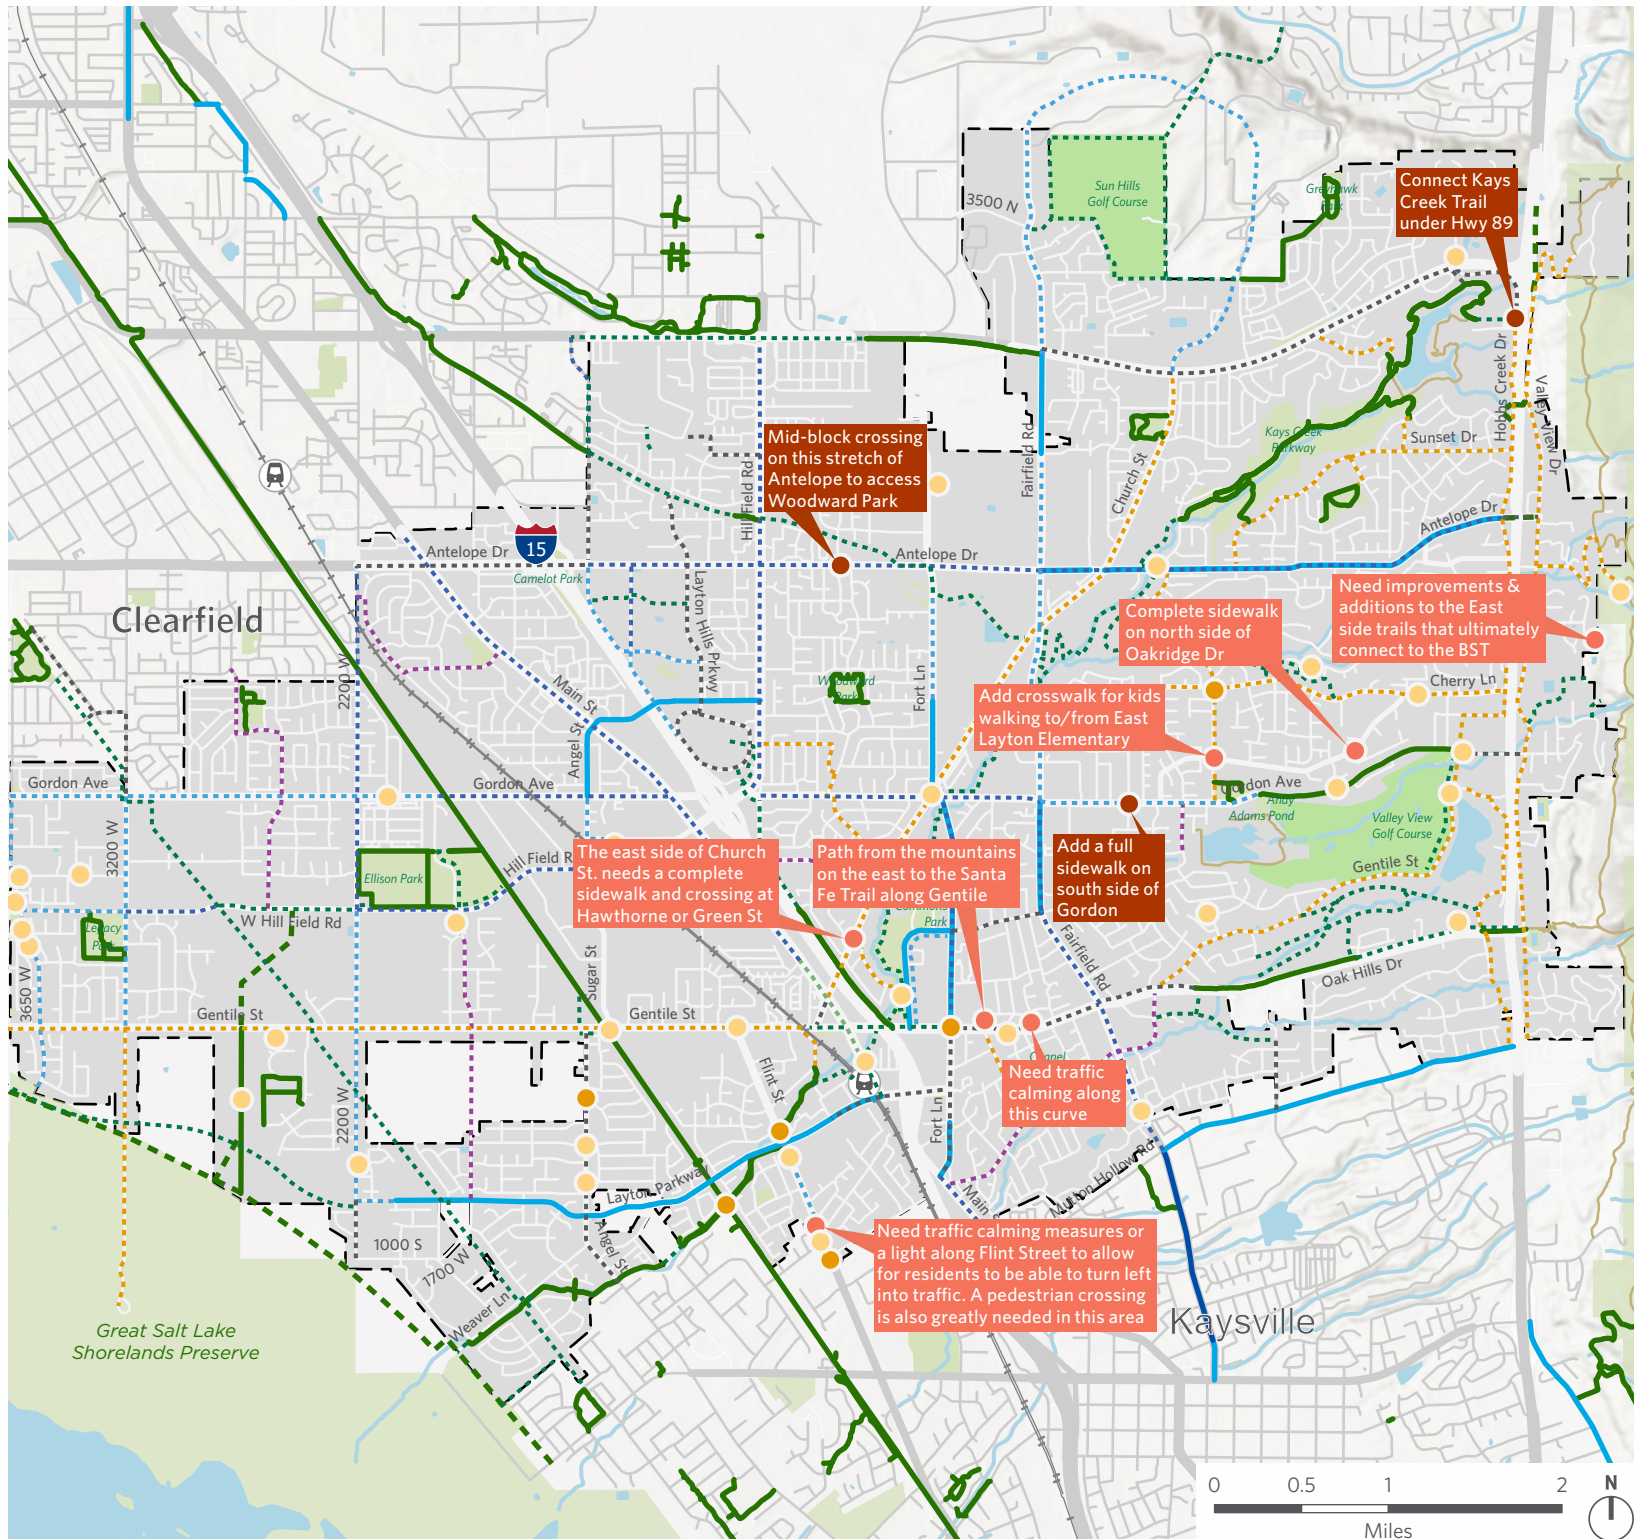 Sun Hills
Golf Course
3500 N
Greyhawk
Park
Connect Kays
Creek Trail
under Hwy 89
Hobbs Creek Dr
Valley View Dr
Mid-block crossing
on this stretch of
Antelope to access
Woodward Park
Hill Field Rd
Fairfield Rd
Church St
Kays Creek
Parkway
Sunset Dr
Antelope Dr
15
Antelope Dr
Camelot Park
Antelope Dr
Clearfield
Layton Hills Prkwy
Complete sidewalk
on north side of
Oakridge Dr
Need improvements &
additions to the East
side trails that ultimately
connect to the BST
2200 W
Main St
Woodward
Park
Fort Ln
Cherry Ln
Add crosswalk for kids
walking to/from East
Layton Elementary
Angel St
Gordon Ave
Gordon Ave
Gordon Ave
Andy
Adams Pond
Valley View
Golf Course
3200 W
Ellison Park
Hill Field R
The east side of Church
St. needs a complete
sidewalk and crossing at
Hawthorne or Green St
Path from the mountains
on the east to the Santa
Fe Trail along Gentile
Add a full
sidewalk on
south side of
Gordon
Gentile St
Commons
Park
Legacy
Park
W Hill Field Rd
3650 W
Sugar St
Fairfield Rd
Oak Hills Dr
Gentile St
Gentile St
Chapel
Need traffic
calming along
this curve
Flint St
2200 W
Fort Ln
Layton Parkway
Mutton Hollow Rd
Main S
Angel St
1000 S
1700 W
Weaver Ln
Need traffic calming measures or
a light along Flint Street to allow
for residents to be able to turn left
into traffic. A pedestrian crossing
is also greatly needed in this area
Kaysville
Great Salt Lake
Shorelands Preserve
0 0.5 1 2
Miles
N